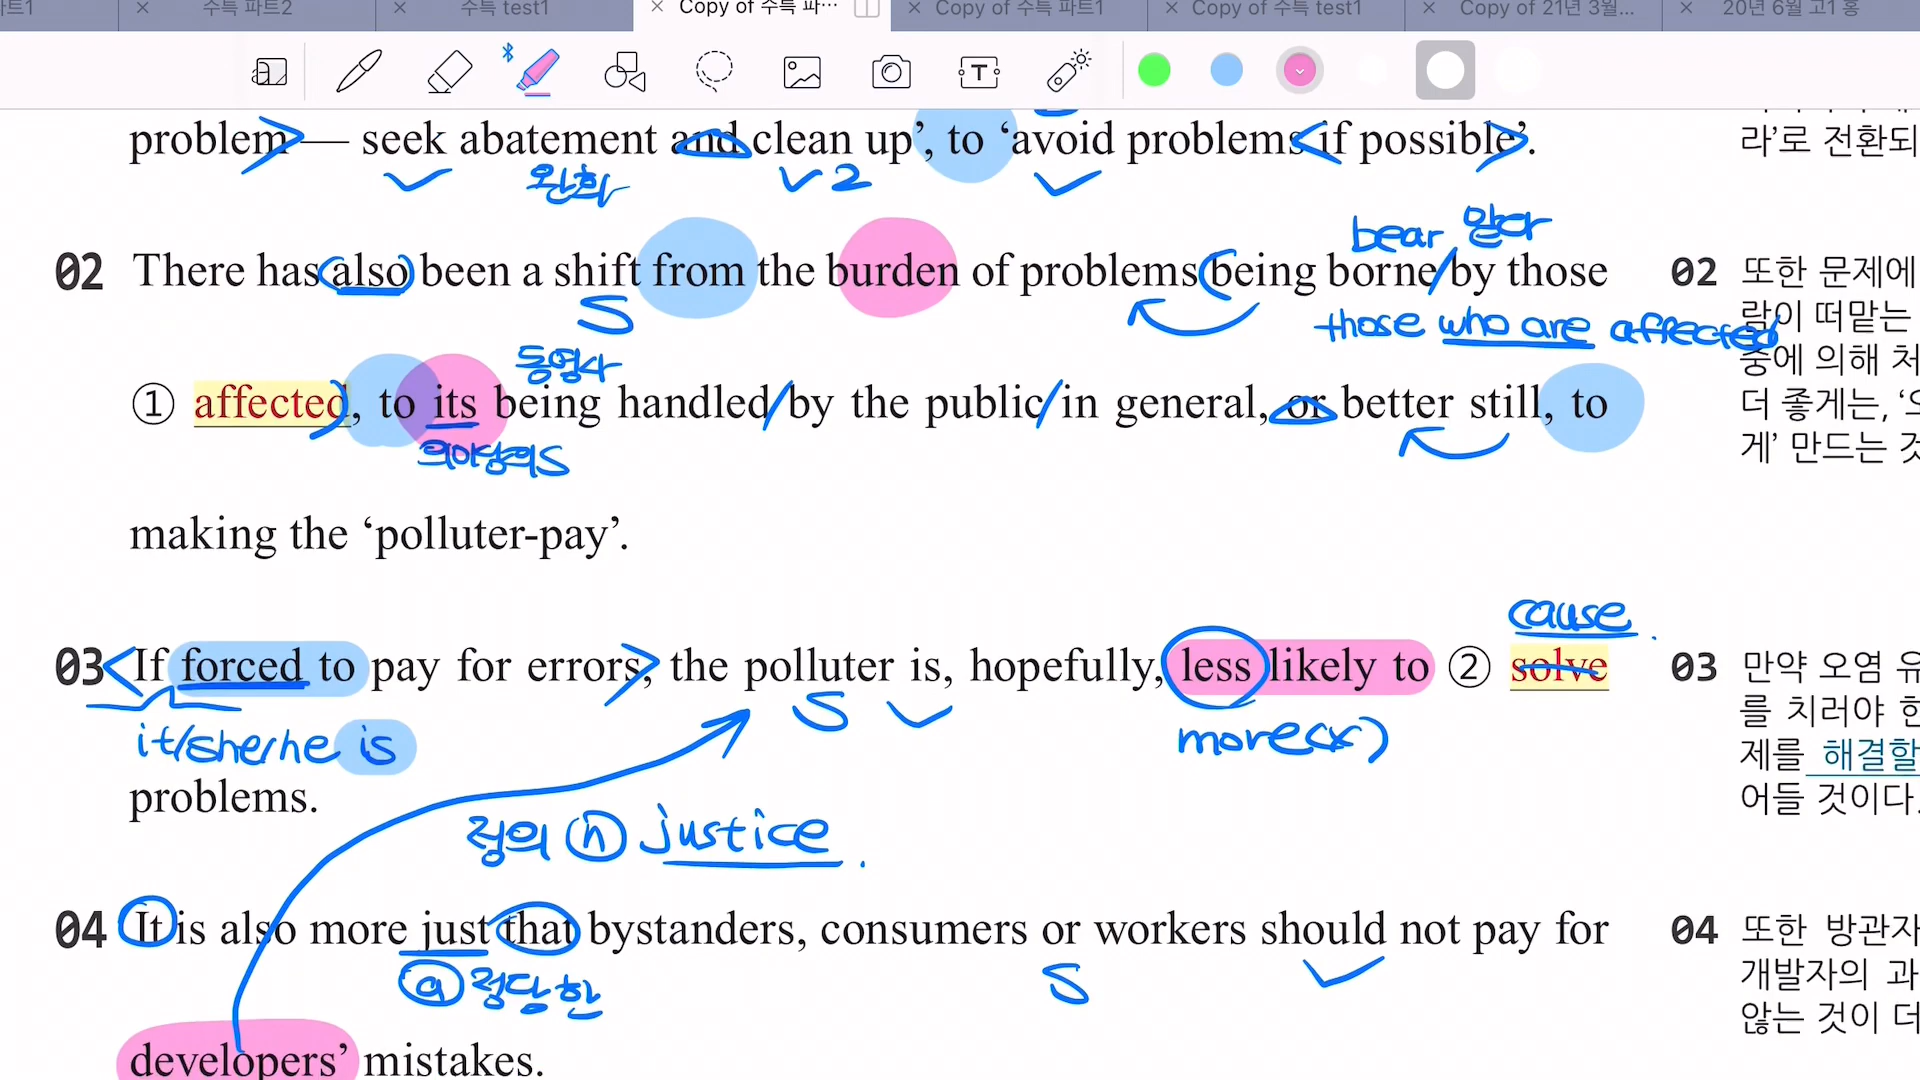 수특 파트2
수특 test1
Copy of 수특 파…
Copy of 수특 파트1
Copy of 수특 test1
Copy of 21년 3월...
20년 6월 고1 홍
problem — seek abatement and clean up’, to ‘avoid problems if possible’.
라’로 전환되
완화
2
bear 맡다
02 There has also been a shift from the burden of problems being borne by those
02 또한 문제에
S
those who are affected
람이 떠맡는
동명사
중에 의해 처
① affected, to its being handled by the public in general, or better still, to
더 좋게는, ‘오
의미상의S
게’ 만드는 것
making the ‘polluter-pay’.
cause
03 If forced to pay for errors, the polluter is, hopefully, less likely to ② solve
03 만약 오염 유
S
를 치러야 한
it/she/he is
more(x)
제를 해결할
problems.
어들 것이다.
정의 n justice
04 It is also more just that bystanders, consumers or workers should not pay for
04 또한 방관자
a 정당한
S
개발자의 과
않는 것이 더
developers’ mistakes.